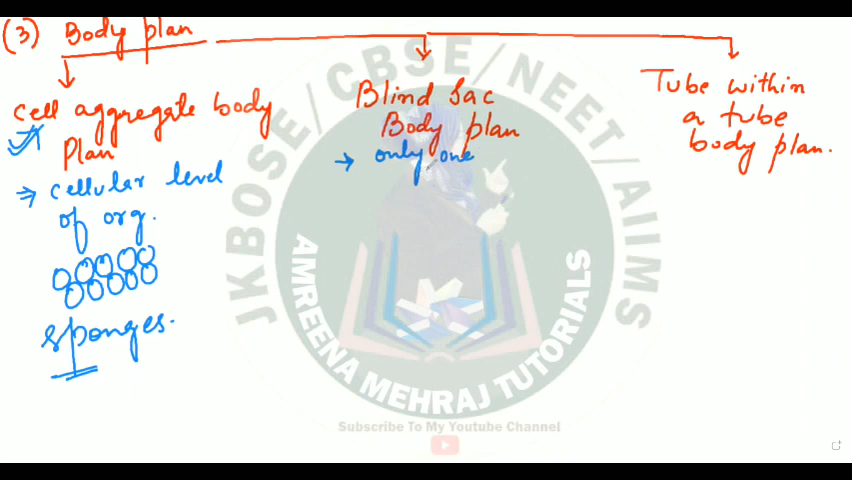 (3) Body plan
cell aggregate body
Plan
⇒ cellular level
of org.
sponges.
Blind Sac
Body plan
→ only one
Tube within
a tube
body plan.
JKBOSE/CBSE/NEET/AIIMS
AMREENA MEHRAJ TUTORIALS
Subscribe To My Youtube Channel